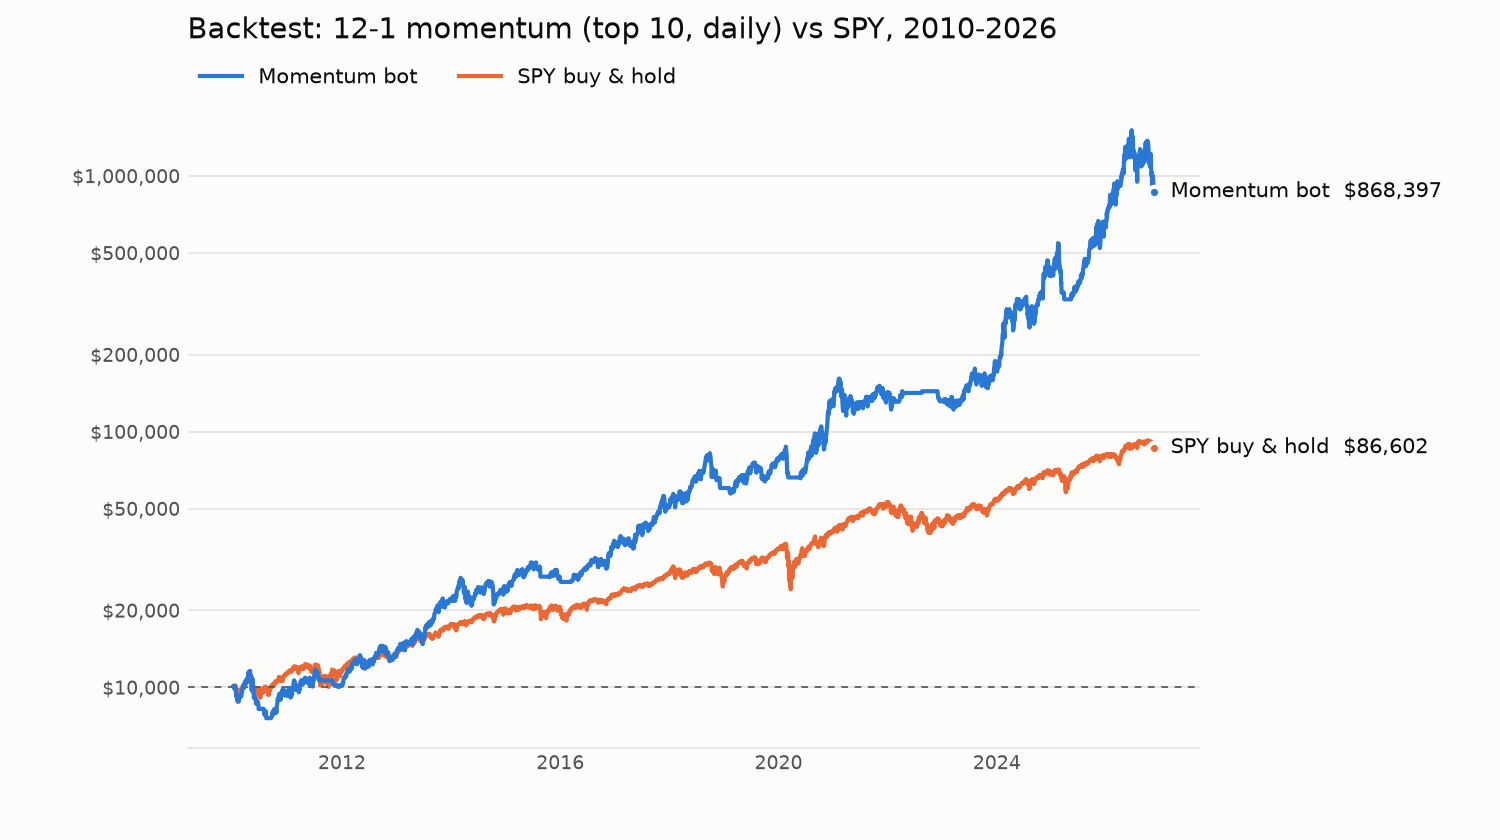 Backtest: 12-1 momentum (top 10, daily) vs SPY, 2010-2026
Momentum bot SPY buy & hold
$1,000,000
Momentum bot $868,397
$500,000
$200,000
$100,000
SPY buy & hold $86,602
$50,000
$20,000
$10,000
2012 2016 2020 2024